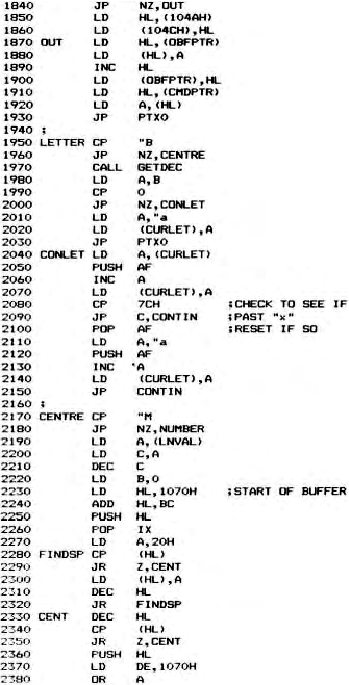 1840 JP NZ,OUT
1850 LD HL,(104AH)
1860 LD (104CH),HL
1870 OUT LD HL,(OBFPTR)
1880 LD (HL),A
1890 INC HL
1900 LD (OBFPTR),HL
1910 LD HL,(CMDPTR)
1920 LD A,(HL)
1930 JP PTXO
1940 ;
1950 LETTER CP "B
1960 JP NZ,CENTRE
1970 CALL GETDEC
1980 LD A,B
1990 CP 0
2000 JP NZ,CONLET
2010 LD A,"a
2020 LD (CURLET),A
2030 JP PTXO
2040 CONLET LD A,(CURLET)
2050 PUSH AF
2060 INC A
2070 LD (CURLET),A
2080 CP 7CH ;CHECK TO SEE IF
2090 JP C,CONTIN ;PAST "x"
2100 POP AF ;RESET IF SO
2110 LD A,"a
2120 PUSH AF
2130 INC 'A
2140 LD (CURLET),A
2150 JP CONTIN
2160 ;
2170 CENTRE CP "M
2180 JP NZ,NUMBER
2190 LD A,(LNVAL)
2200 LD C,A
2210 DEC C
2220 LD B,0
2230 LD HL,1070H ;START OF BUFFER
2240 ADD HL,BC
2250 PUSH HL
2260 POP IX
2270 LD A,20H
2280 FINDSP CP (HL)
2290 JR Z,CENT
2300 LD (HL),A
2310 DEC HL
2320 JR FINDSP
2330 CENT DEC HL
2340 CP (HL)
2350 JR Z,CENT
2360 PUSH HL
2370 LD DE,1070H
2380 OR A